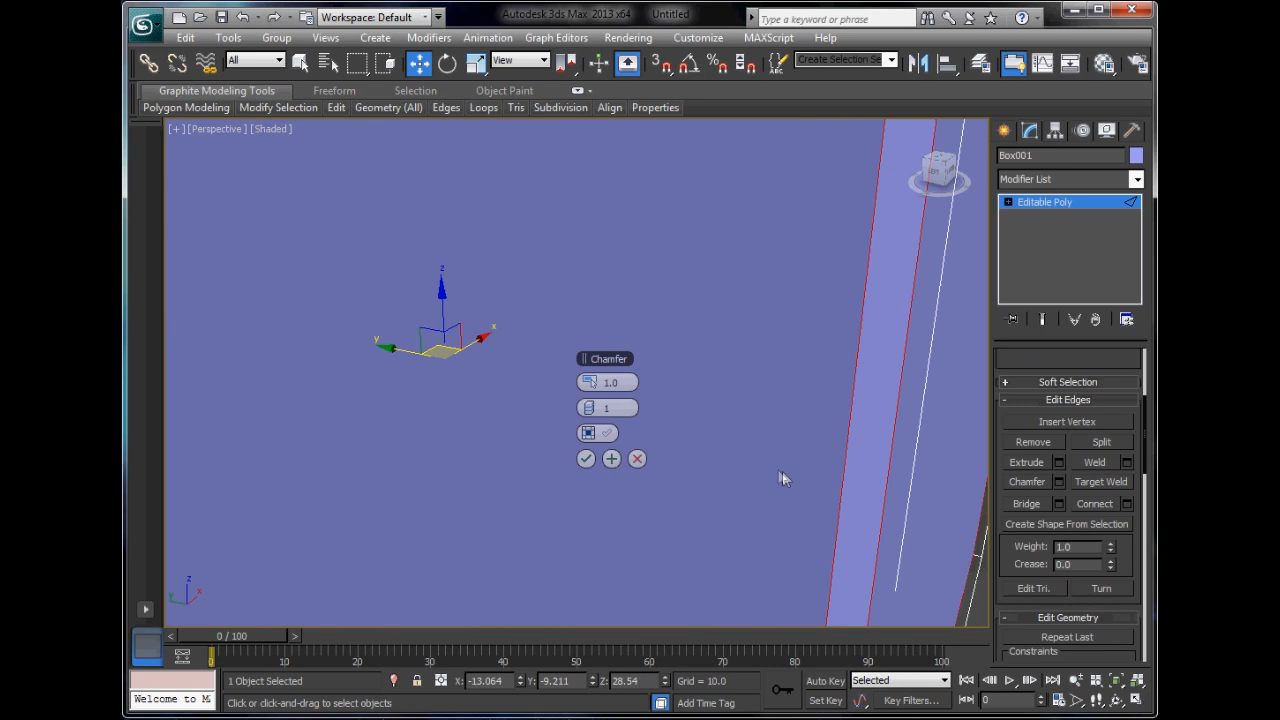 Workspace: Default
Autodesk 3ds Max 2013 x64 Untitled
Type a keyword or phrase
Edit Tools Group Views Create Modifiers Animation Graph Editors Rendering Customize MAXScript Help
All
View
Create Selection Se
Graphite Modeling Tools Freeform Selection Object Paint
Polygon Modeling Modify Selection Edit Geometry (All) Edges Loops Tris Subdivision Align Properties
[+] [Perspective] [Shaded]
Box001
Modifier List
Editable Poly
z
x
y
Chamfer
1.0
1
+ Soft Selection
- Edit Edges
Insert Vertex
Remove Split
Extrude Weld
Chamfer Target Weld
Bridge Connect
Create Shape From Selection
Weight: 1.0
Crease: 0.0
Edit Tri. Turn
- Edit Geometry
Repeat Last
Constraints
z
x
y
< 0 / 100 >
0 10 20 30 40 50 60 70 80 90 100
1 Object Selected X: -13.064 Y: -9.211 Z: 28.54 Grid = 10.0 Auto Key Selected
Welcome to M
Click or click-and-drag to select objects Add Time Tag Set Key Key Filters... 0